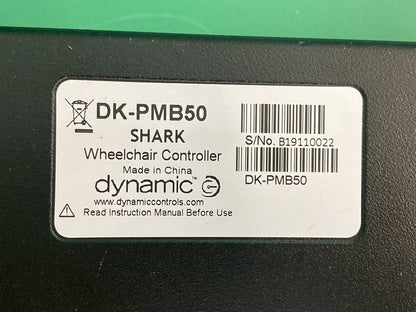 DK-PMB50
SHARK
Wheelchair Controller
Made in China
dynamic™
www.dynamiccontrols.com
Read Instruction Manual Before Use
S/No. B19110022
DK-PMB50